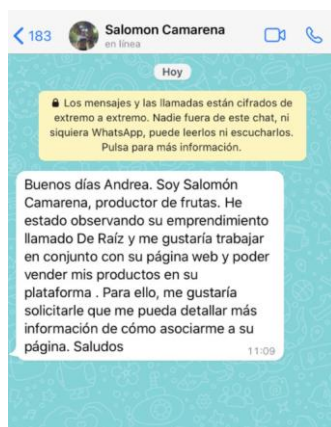 183
Salomon Camarena
en línea
Hoy
Los mensajes y las llamadas están cifrados de
extremo a extremo. Nadie fuera de este chat, ni
siquiera WhatsApp, puede leerlos ni escucharlos.
Pulsa para más información.
Buenos días Andrea. Soy Salomón
Camarena, productor de frutas. He
estado observando su emprendimiento
llamado De Raíz y me gustaría trabajar
en conjunto con su página web y poder
vender mis productos en su
plataforma . Para ello, me gustaría
solicitarle que me pueda detallar más
información de cómo asociarme a su
página. Saludos
11:09